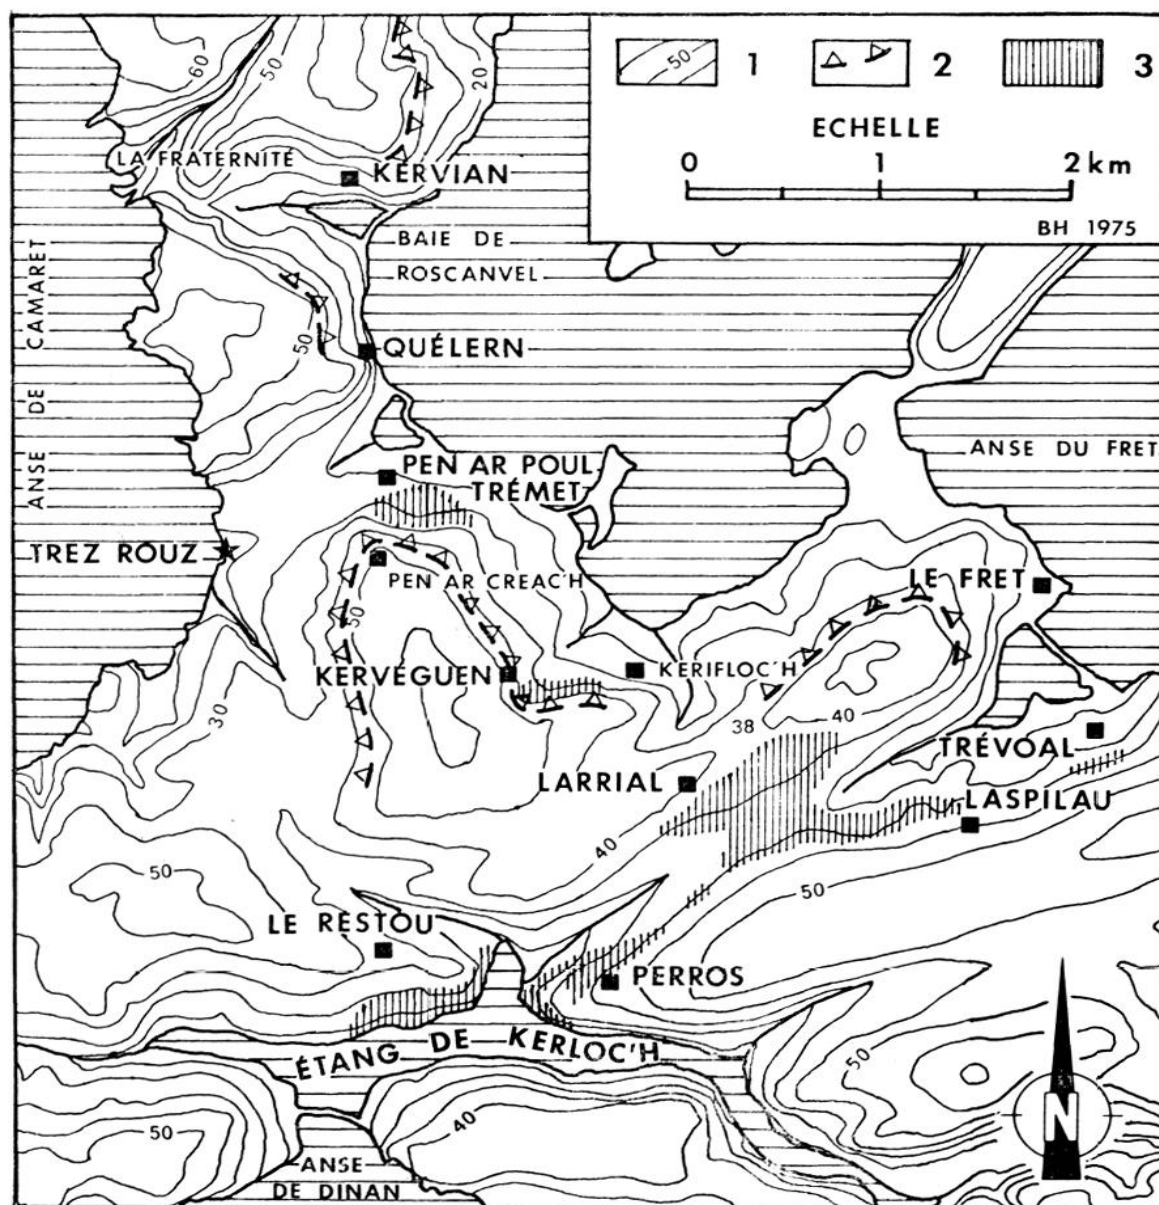 50
1
2
3
ECHELLE
0 1 2 km
BH 1975
60
50
20
LA FRATERNITÉ
KERVIAN
BAIE DE
ROSCANVEL
ANSE DE CAMARET
50
QUÉLERN
ANSE DU FRET
PEN AR POUL
TRÉMET
TREZ ROUZ
PEN AR CREAC'H
LE FRET
50
KERVÉGUEN
KERIFLOC'H
30
38
40
TRÉVOAL
LARRIAL
LASPILAU
40
50
50
LE RESTOU
PERROS
ÉTANG DE KERLOC'H
50
50
40
N
ANSE
DE DINAN